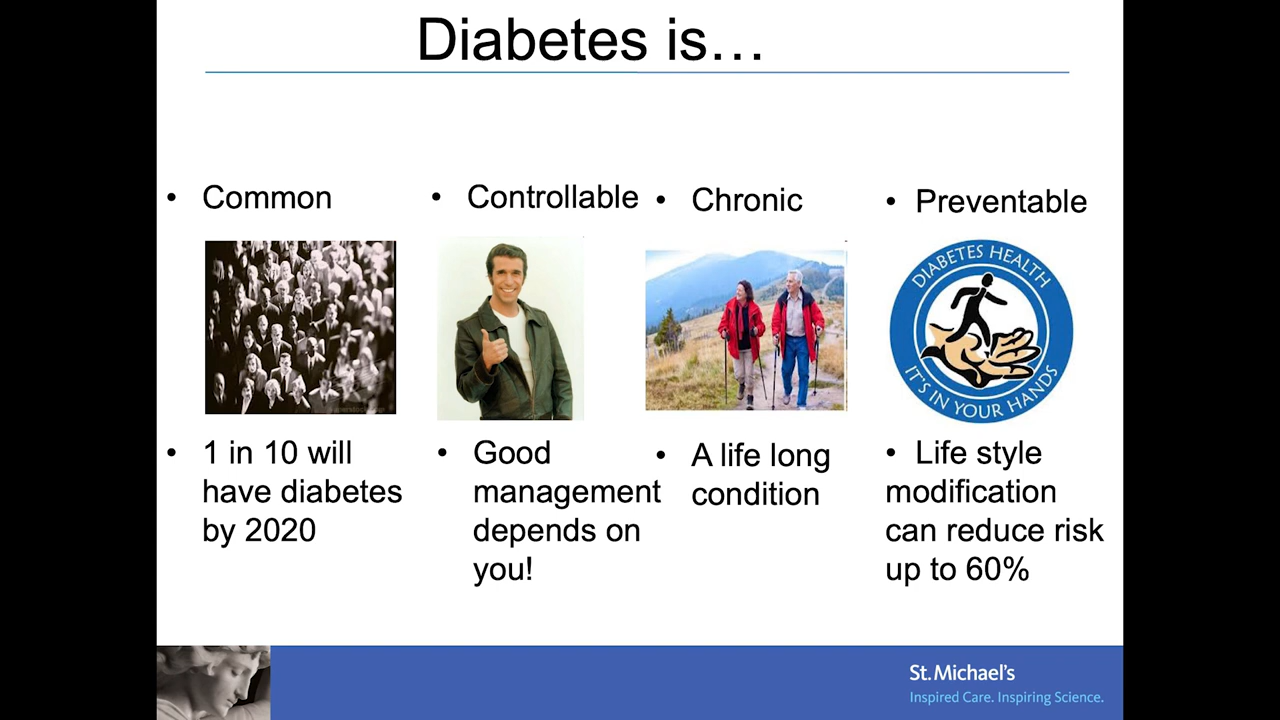 Diabetes is…
• Common
• Controllable
• Chronic
• Preventable
DIABETES HEALTH
IT'S IN YOUR HANDS
• 1 in 10 will
have diabetes
by 2020
• Good
management
depends on
you!
• A life long
condition
• Life style
modification
can reduce risk
up to 60%
St. Michael's
Inspired Care. Inspiring Science.